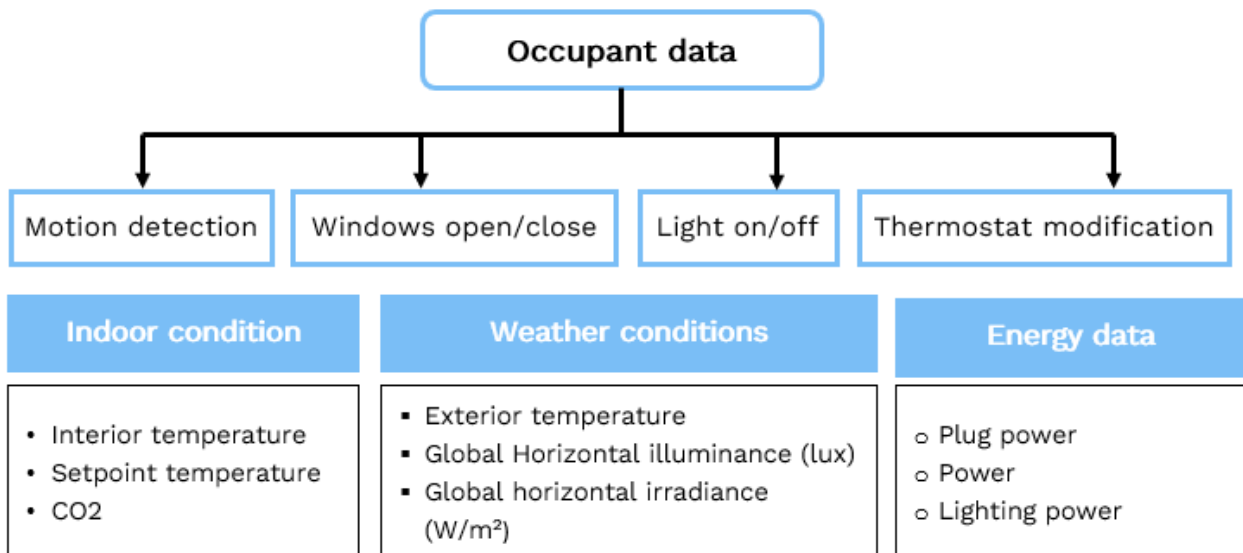 Occupant data
Motion detection
Windows open/close
Light on/off
Thermostat modification
Indoor condition
• Interior temperature
• Setpoint temperature
• CO2
Weather conditions
▪ Exterior temperature
▪ Global Horizontal illuminance (lux)
▪ Global horizontal irradiance
(W/m²)
Energy data
o Plug power
o Power
o Lighting power